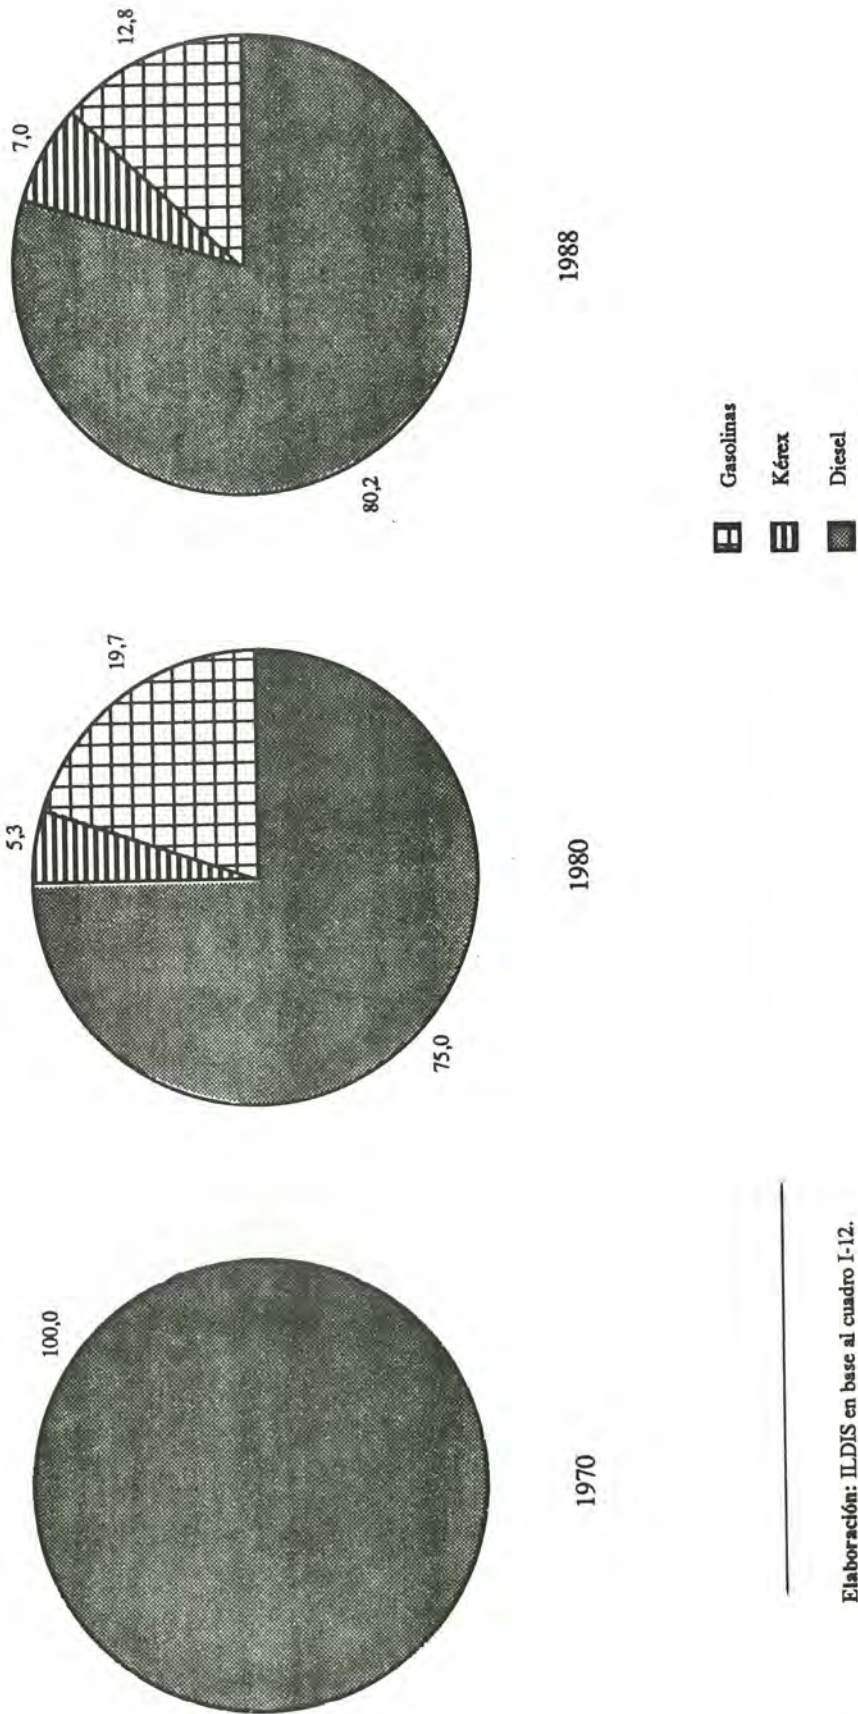 100,0
1970
5,3
19,7
75,0
1980
7,0
12,8
80,2
1988
Gasolinas
Kérex
Diesel
Elaboración: ILDIS en base al cuadro I-12.